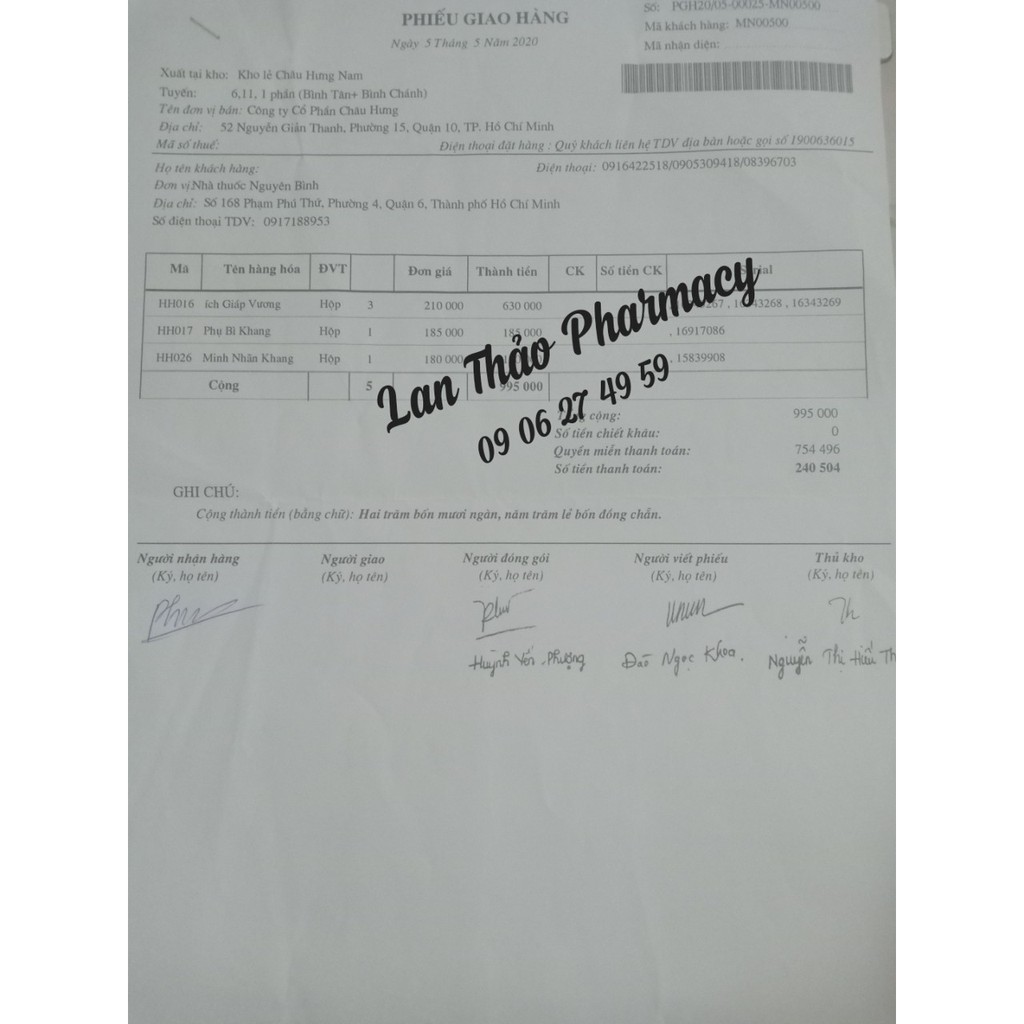 PHIẾU GIAO HÀNG
Ngày 5 Tháng 5 Năm 2020
Số: PGH20/05-00025-MN00500
Mã khách hàng: MN00500
Mã nhận diện:
Xuất tại kho: Kho lẻ Châu Hưng Nam
Tuyến: 6,11, 1 phần (Bình Tân+ Bình Chánh)
Tên đơn vị bán: Công ty Cổ Phần Châu Hưng
Địa chỉ: 52 Nguyễn Giản Thanh, Phường 15, Quận 10, TP. Hồ Chí Minh
Mã số thuế:
Điện thoại đặt hàng : Quý khách liên hệ TDV địa bàn hoặc gọi số 1900636015
Họ tên khách hàng:
Điện thoại: 0916422518/0905309418/08396703
Đơn vị:Nhà thuốc Nguyên Bình
Địa chỉ: Số 168 Phạm Phú Thứ, Phường 4, Quận 6, Thành phố Hồ Chí Minh
Số điện thoại TDV: 0917188953
Mã Tên hàng hóa ĐVT Đơn giá Thành tiền CK Số tiền CK
HH016 ích Giáp Vương Hộp 3 210 000 630 000 , 16343268 , 16343269
HH017 Phụ Bì Khang Hộp 1 185 000 185 000 , 16917086
HH026 Minh Nhãn Khang Hộp 1 180 000 , 15839908
Cộng 5 995 000
Lan Thảo Pharmacy
09 06 27 49 59
cộng: 995 000
Số tiền chiết khấu: 0
Quyền miễn thanh toán: 754 496
Số tiền thanh toán: 240 504
GHI CHÚ:
Cộng thành tiền (bằng chữ): Hai trăm bốn mươi ngàn, năm trăm lẻ bốn đồng chẵn.
Người nhận hàng Người giao Người đóng gói Người viết phiếu Thủ kho
(Ký, họ tên) (Ký, họ tên) (Ký, họ tên) (Ký, họ tên) (Ký, họ tên)
Huỳnh Yến Phượng Đào Ngọc Khoa. Nguyễn Thị Hiếu Th